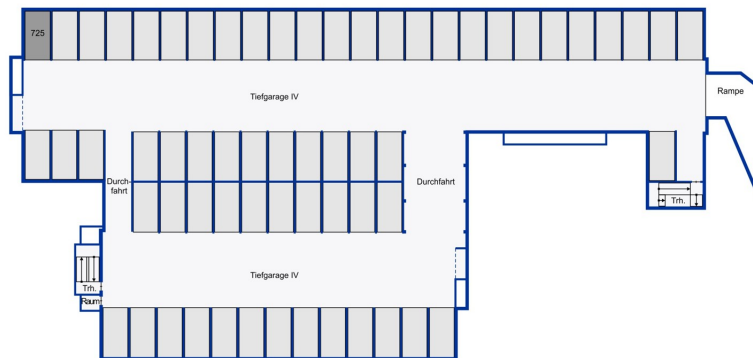 725
Tiefgarage IV
Rampe
Durch-
fahrt
Durchfahrt
Trh.
Tiefgarage IV
Trh.
Raum